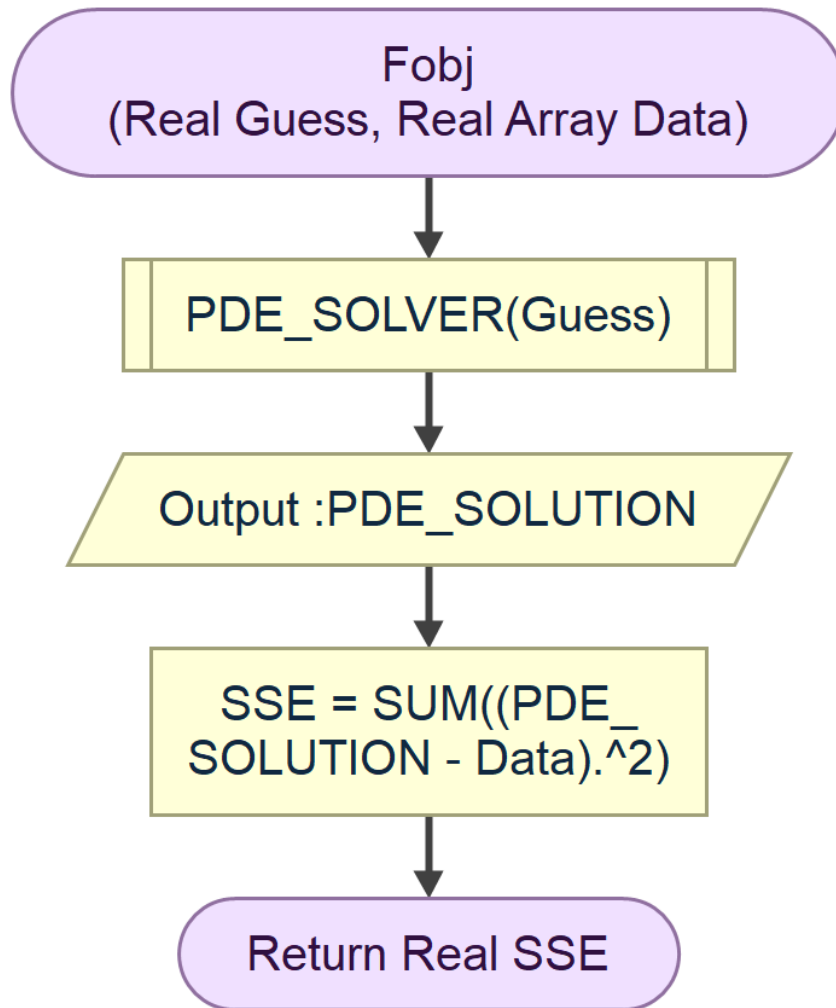 Fobj
(Real Guess, Real Array Data)
PDE_SOLVER(Guess)
Output :PDE_SOLUTION
SSE = SUM((PDE_
SOLUTION - Data).^2)
Return Real SSE